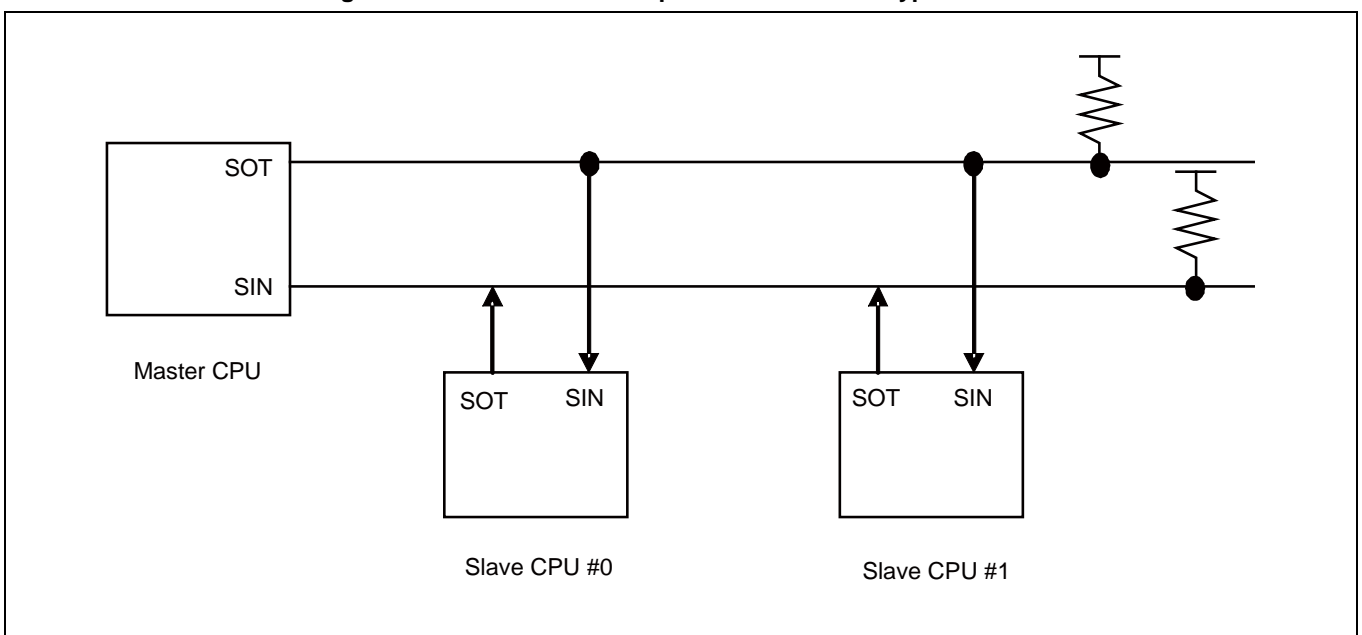 SOT
SIN
Master CPU
SOT SIN
SOT SIN
Slave CPU #0
Slave CPU #1